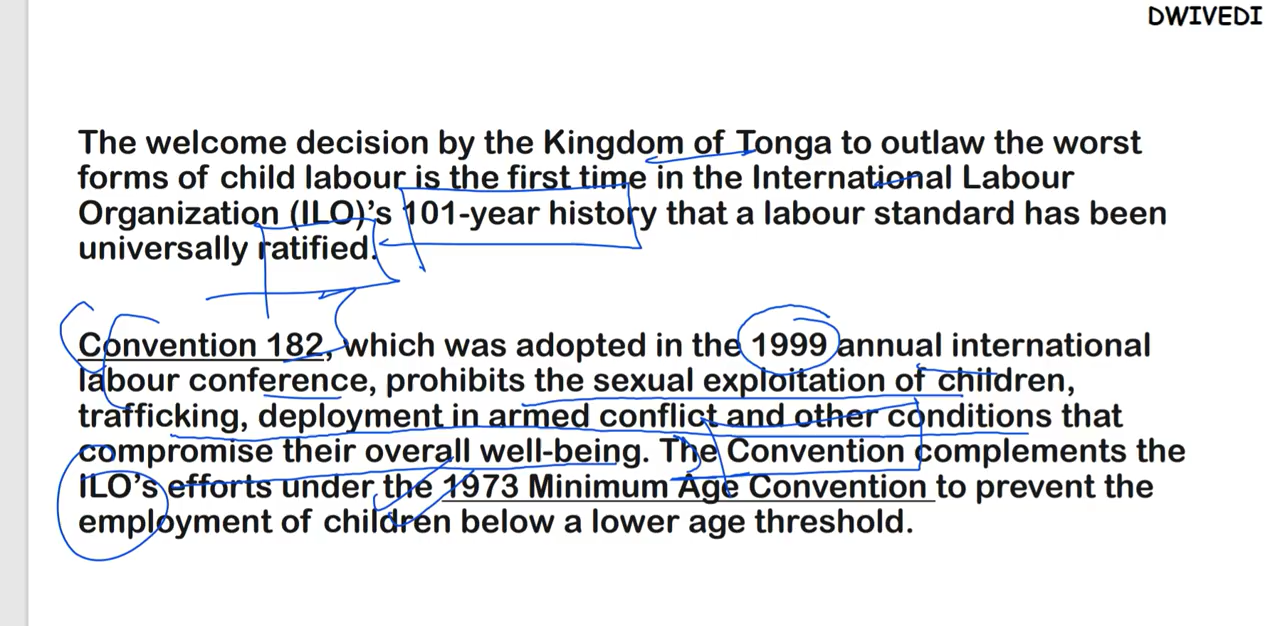 DWIVEDI
The welcome decision by the Kingdom of Tonga to outlaw the worst
forms of child labour is the first time in the International Labour
Organization (ILO)’s 101-year history that a labour standard has been
universally ratified.
Convention 182, which was adopted in the 1999 annual international
labour conference, prohibits the sexual exploitation of children,
trafficking, deployment in armed conflict and other conditions that
compromise their overall well-being. The Convention complements the
ILO’s efforts under the 1973 Minimum Age Convention to prevent the
employment of children below a lower age threshold.